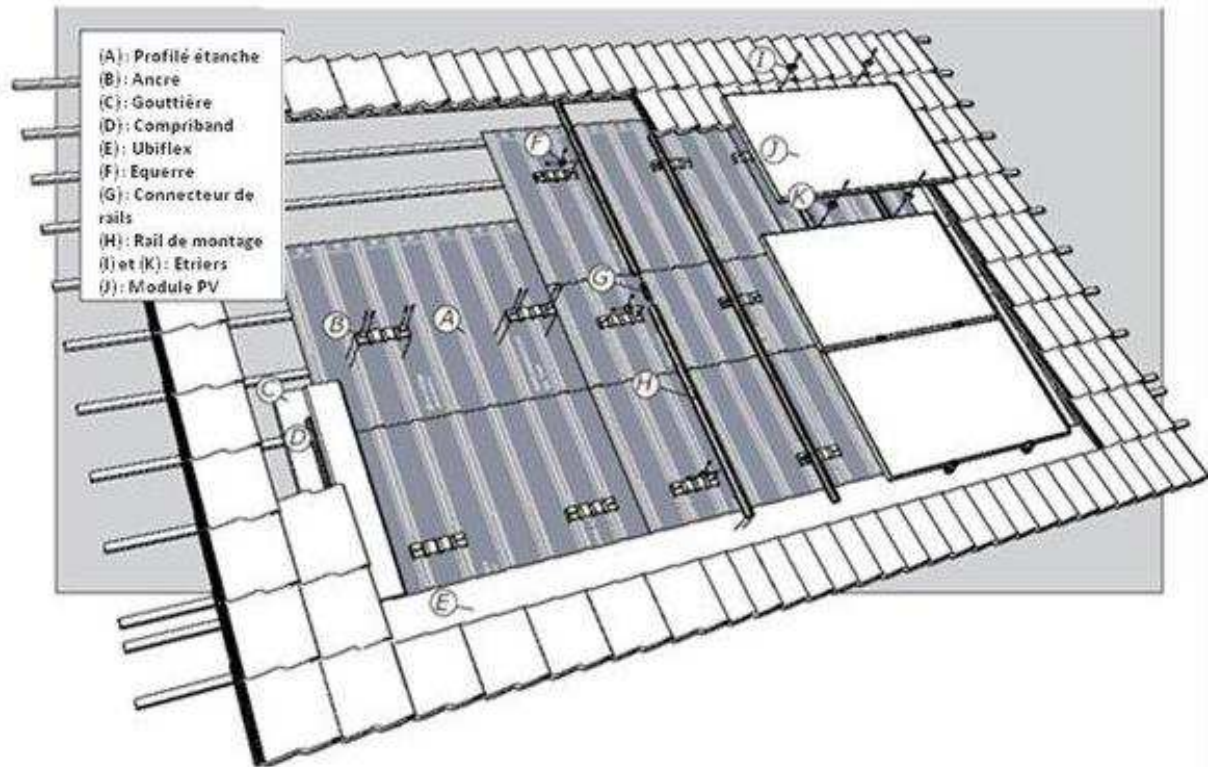 (A) : Profilé étanche
(B) : Ancre
(C) : Gouttière
(D) : Compriband
(E) : Ubiflex
(F) : Equerre
(G) : Connecteur de
rails
(H) : Rail de montage
(I) et (K) : Etriers
(J) : Module PV
I
F
J
K
G
B
A
H
C
D
E